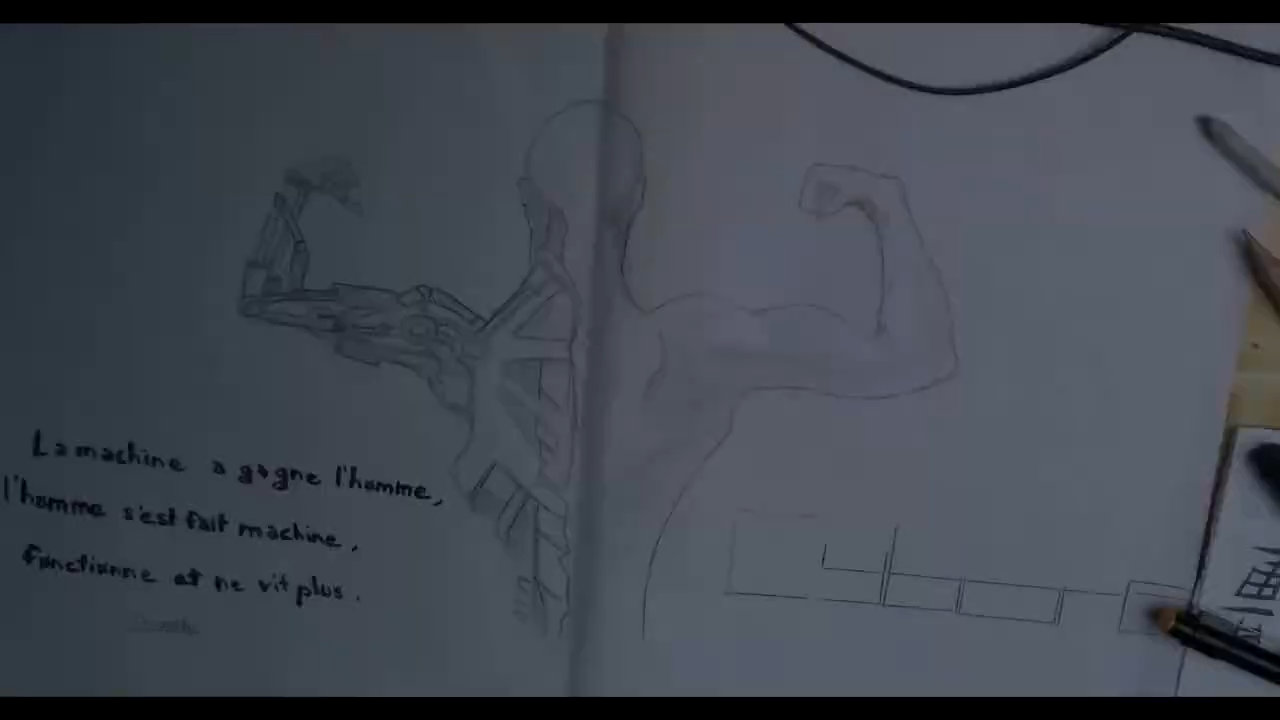 La machine a gagné l'homme,
l'homme s'est fait machine,
fonctionne et ne vit plus.